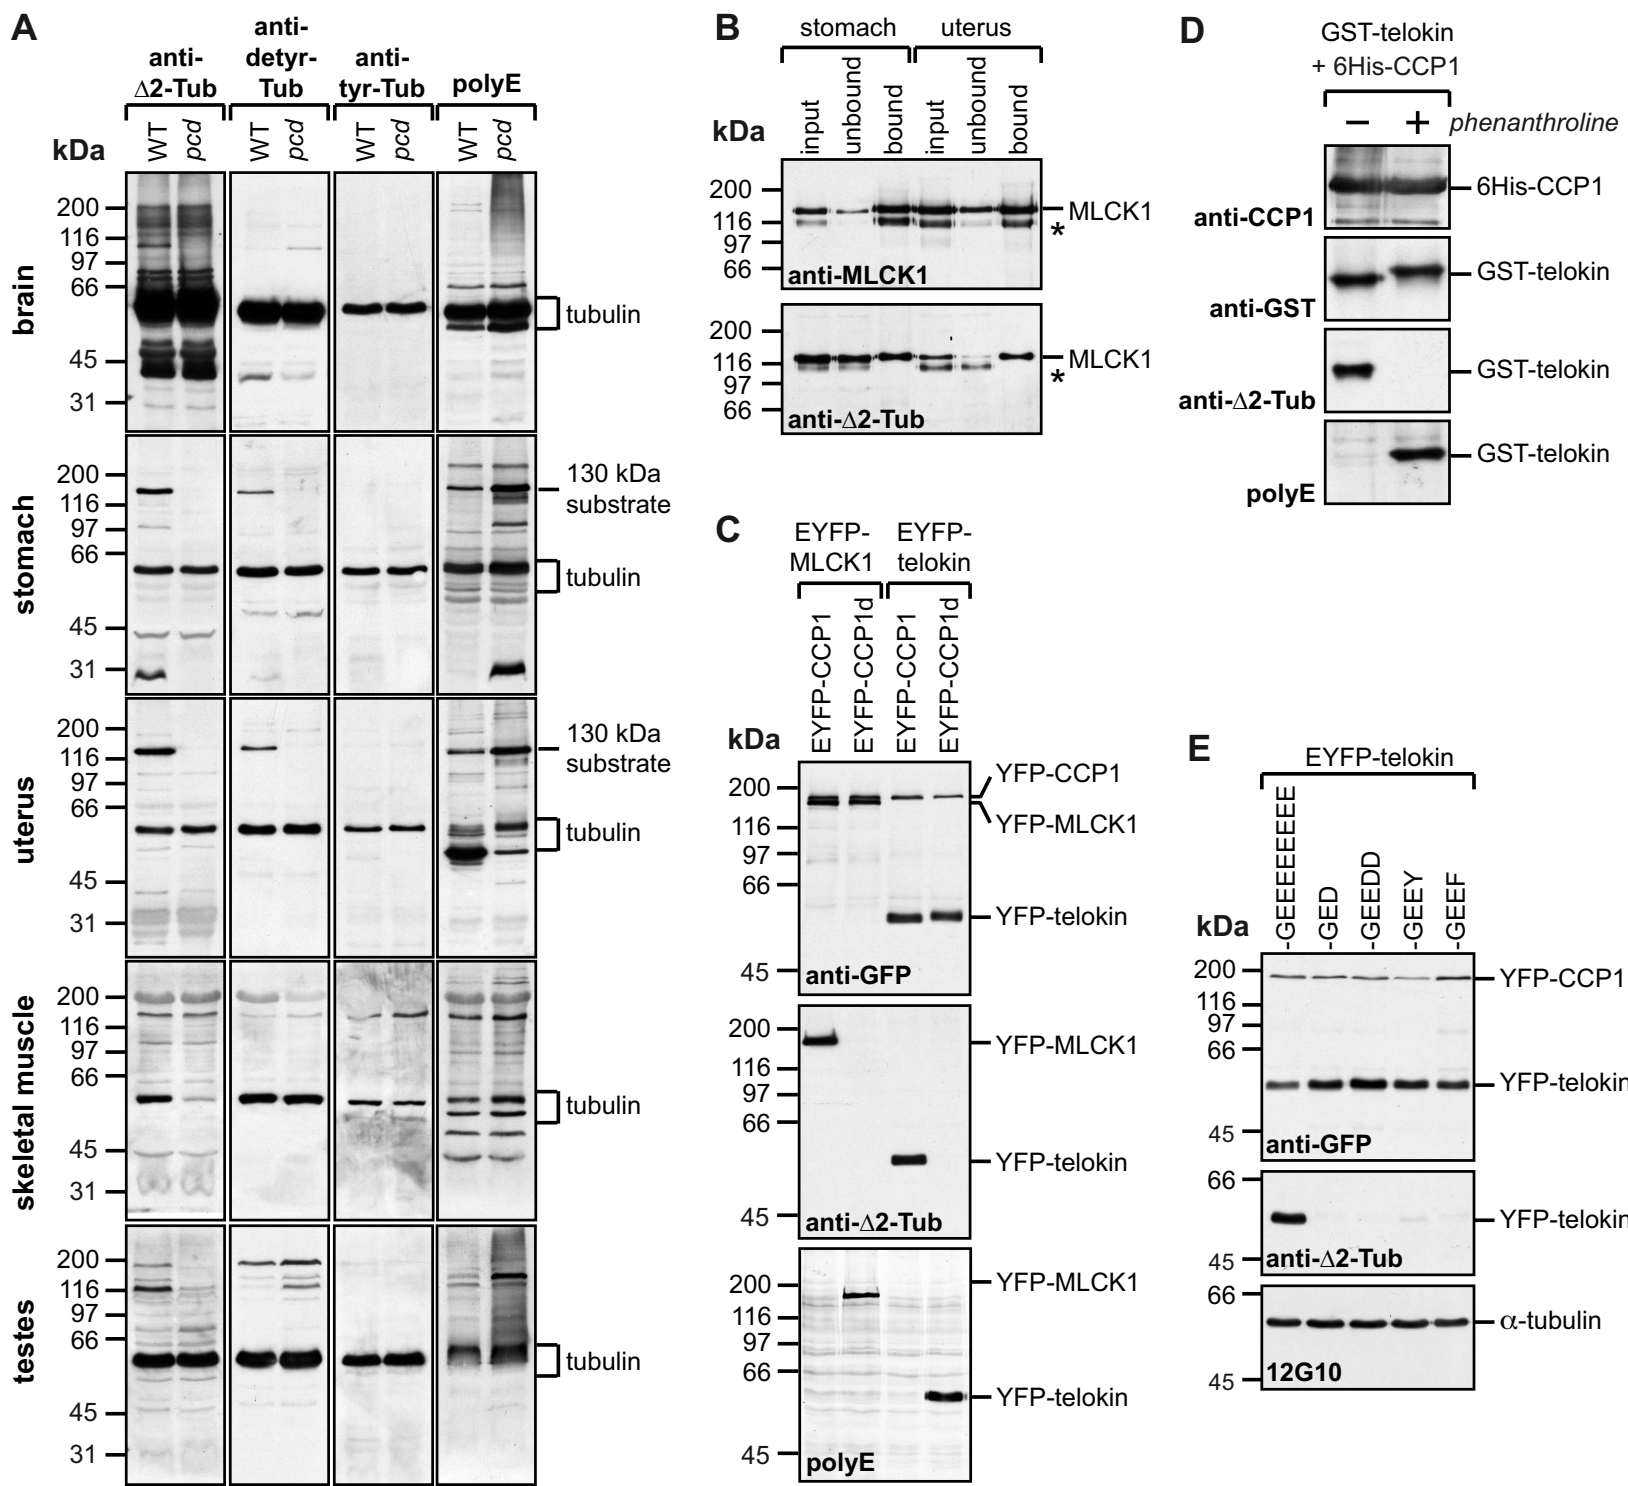 A
anti-
Δ2-Tub
anti-
detyr-
Tub
anti-
tyr-Tub
polyE
kDa
WT
pcd
WT
pcd
WT
pcd
WT
pcd
brain
200
116
97
66
45
31
tubulin
stomach
200
116
97
66
45
31
130 kDa
substrate
tubulin
uterus
200
116
97
66
45
31
130 kDa
substrate
tubulin
skeletal muscle
200
116
97
66
45
31
tubulin
testes
200
116
97
66
45
31
tubulin
B
stomach
uterus
kDa
input
unbound
bound
input
unbound
bound
200
116
97
66
MLCK1
*
anti-MLCK1
200
116
97
66
MLCK1
*
anti-Δ2-Tub
C
EYFP-
MLCK1
EYFP-
telokin
kDa
EYFP-CCP1
EYFP-CCP1d
EYFP-CCP1
EYFP-CCP1d
200
116
97
66
45
YFP-CCP1
YFP-MLCK1
YFP-telokin
anti-GFP
200
116
97
66
45
YFP-MLCK1
YFP-telokin
anti-Δ2-Tub
200
116
97
66
45
YFP-MLCK1
YFP-telokin
polyE
D
GST-telokin
+ 6His-CCP1
− + phenanthroline
6His-CCP1
anti-CCP1
GST-telokin
anti-GST
GST-telokin
anti-Δ2-Tub
GST-telokin
polyE
E
EYFP-telokin
kDa
-GEEEEEEEE
-GED
-GEEDD
-GEEY
-GEEF
200
116
97
66
45
YFP-CCP1
YFP-telokin
anti-GFP
66
45
YFP-telokin
anti-Δ2-Tub
66
45
α-tubulin
12G10